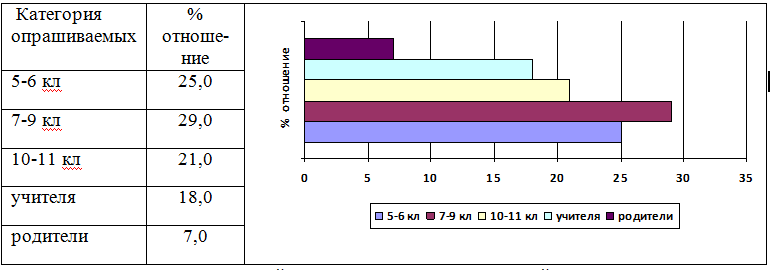 Категория
опрашиваемых
%
отноше-
ние
5-6 кл
25,0
7-9 кл
29,0
10-11 кл
21,0
учителя
18,0
родители
7,0
% отношение
0 5 10 15 20 25 30 35
5-6 кл 7-9 кл 10-11 кл учителя родители